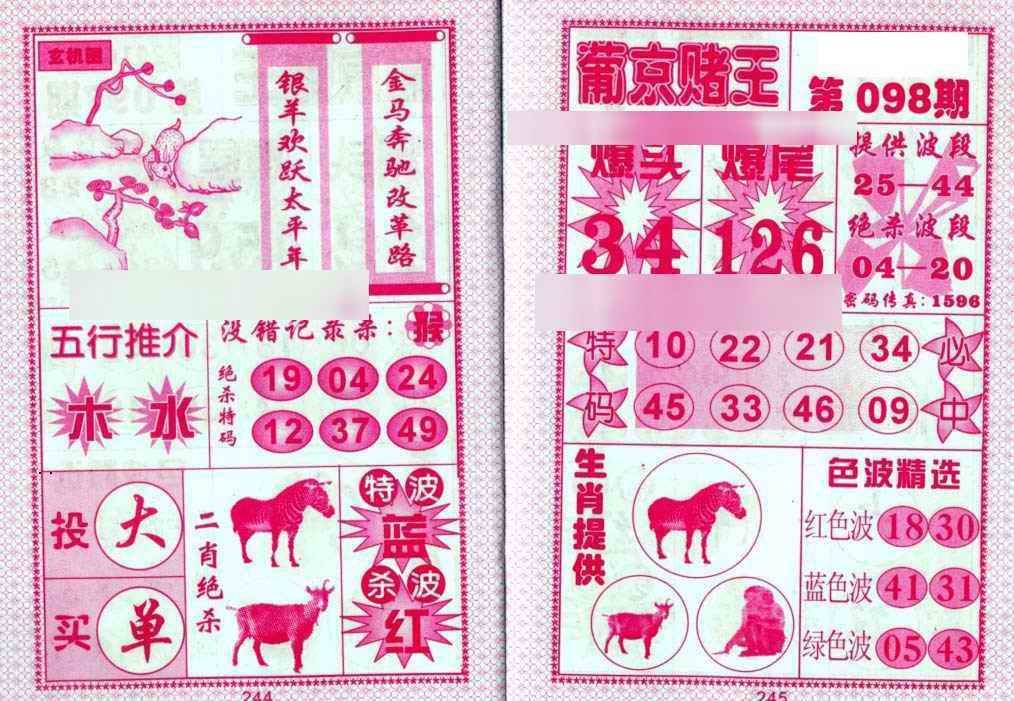 玄机图
金马奔驰改革路
银羊欢跃太平年
五行推介
木 水
没错记录杀：猴
绝杀特码
19 04 24
12 37 49
投 大
买 单
二肖绝杀
特波
蓝
杀波
红
244
葡京赌王
第098期
爆头 爆尾
34 126
提供波段
25—44
绝杀波段
04—20
密码传真：1596
特码
10 22 21 34
45 33 46 09
必中
生肖提供
色波精选
红色波 18 30
蓝色波 41 31
绿色波 05 43
245